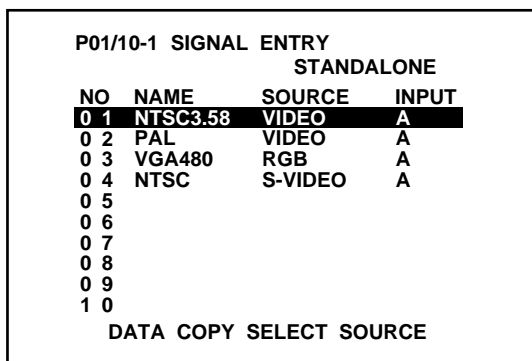 P01/10-1 SIGNAL ENTRY
STANDALONE
NO NAME SOURCE INPUT
0 1 NTSC3.58 VIDEO A
0 2 PAL VIDEO A
0 3 VGA480 RGB A
0 4 NTSC S-VIDEO A
0 5
0 6
0 7
0 8
0 9
1 0
DATA COPY SELECT SOURCE